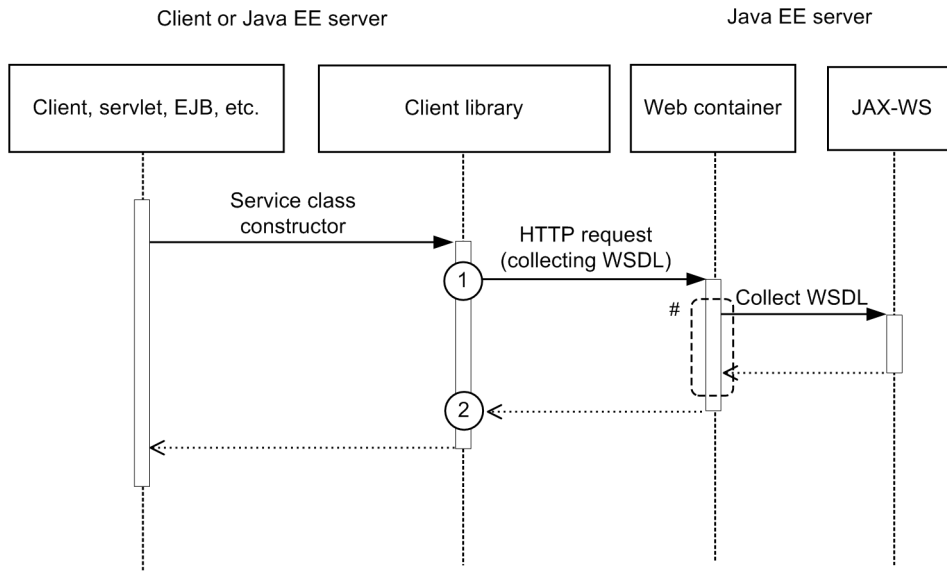 Client or Java EE server
Java EE server
Client, servlet, EJB, etc.
Client library
Web container
JAX-WS
Service class
constructor
HTTP request
(collecting WSDL)
1
#
Collect WSDL
2